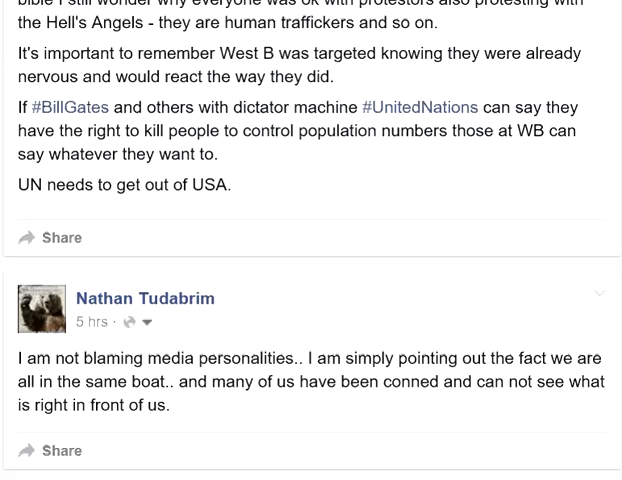 bible I still wonder why everyone was ok with protestors also protesting with
the Hell's Angels - they are human traffickers and so on.
It's important to remember West B was targeted knowing they were already
nervous and would react the way they did.
If #BillGates and others with dictator machine #UnitedNations can say they
have the right to kill people to control population numbers those at WB can
say whatever they want to.
UN needs to get out of USA.
Share
Nathan Tudabrim
5 hrs ·
I am not blaming media personalities.. I am simply pointing out the fact we are
all in the same boat.. and many of us have been conned and can not see what
is right in front of us.
Share